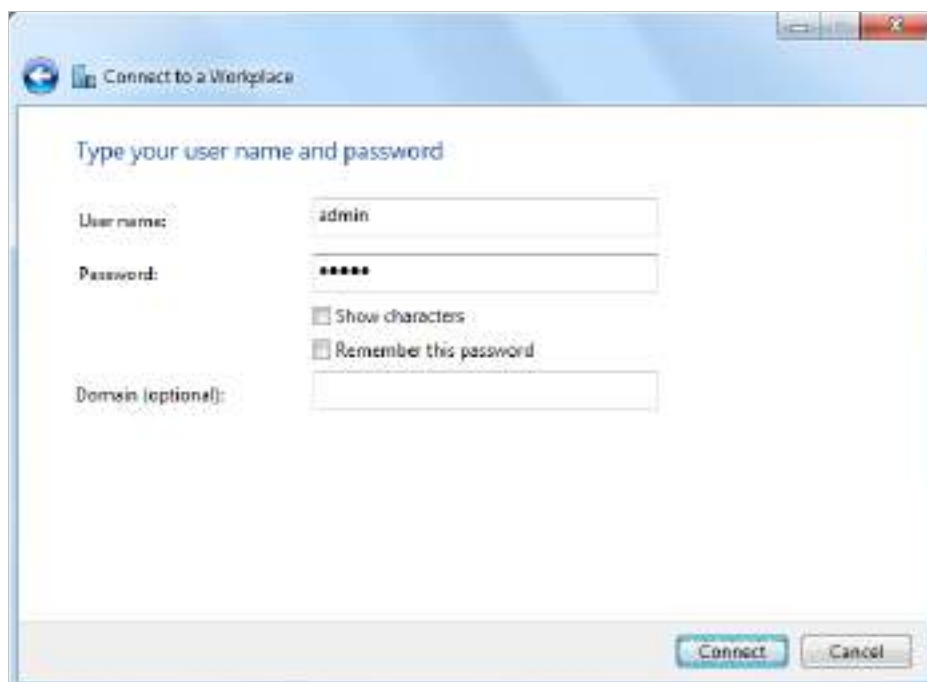 Connect to a Workplace
Type your user name and password
User name:
admin
Password:
•••••
Show characters
Remember this password
Domain (optional):
Connect
Cancel